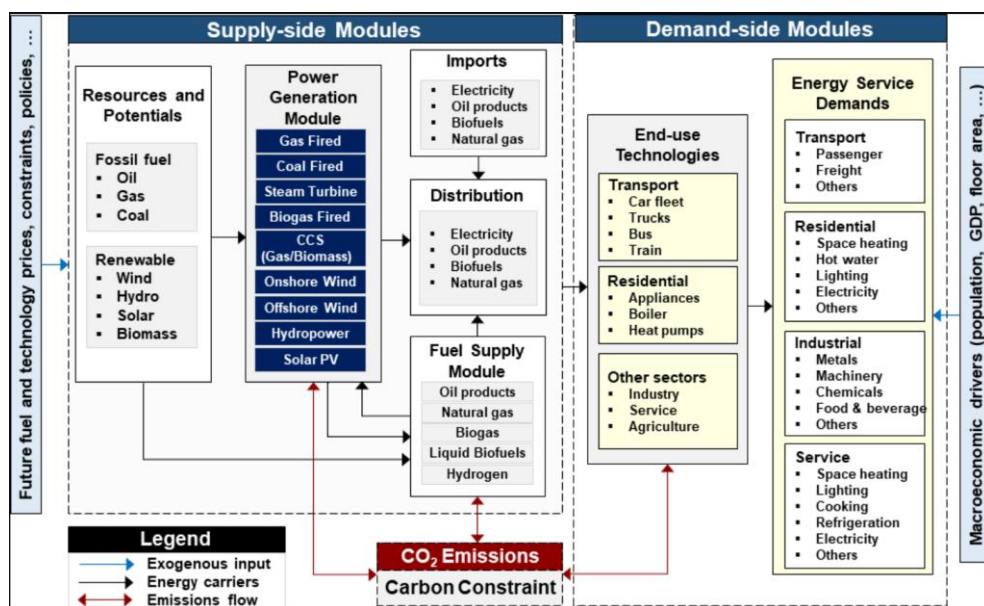 Future fuel and technology prices, constraints, policies, ...
Supply-side Modules
Resources and
Potentials
Fossil fuel
▪ Oil
▪ Gas
▪ Coal
Renewable
▪ Wind
▪ Hydro
▪ Solar
▪ Biomass
Power
Generation
Module
Gas Fired
Coal Fired
Steam Turbine
Biogas Fired
CCS
(Gas/Biomass)
Onshore Wind
Offshore Wind
Hydropower
Solar PV
Imports
▪ Electricity
▪ Oil products
▪ Biofuels
▪ Natural gas
Distribution
▪ Electricity
▪ Oil products
▪ Biofuels
▪ Natural gas
Fuel Supply
Module
Oil products
Natural gas
Biogas
Liquid Biofuels
Hydrogen
Demand-side Modules
End-use
Technologies
Transport
▪ Car fleet
▪ Trucks
▪ Bus
▪ Train
Residential
▪ Appliances
▪ Boiler
▪ Heat pumps
Other sectors
▪ Industry
▪ Service
▪ Agriculture
Energy Service
Demands
Transport
▪ Passenger
▪ Freight
▪ Others
Residential
▪ Space heating
▪ Hot water
▪ Lighting
▪ Electricity
▪ Others
Industrial
▪ Metals
▪ Machinery
▪ Chemicals
▪ Food & beverage
▪ Others
Service
▪ Space heating
▪ Lighting
▪ Cooking
▪ Refrigeration
▪ Electricity
▪ Others
Macroeconomic drivers (population, GDP, floor area, ...)
Legend
Exogenous input
Energy carriers
Emissions flow
CO₂ Emissions
Carbon Constraint